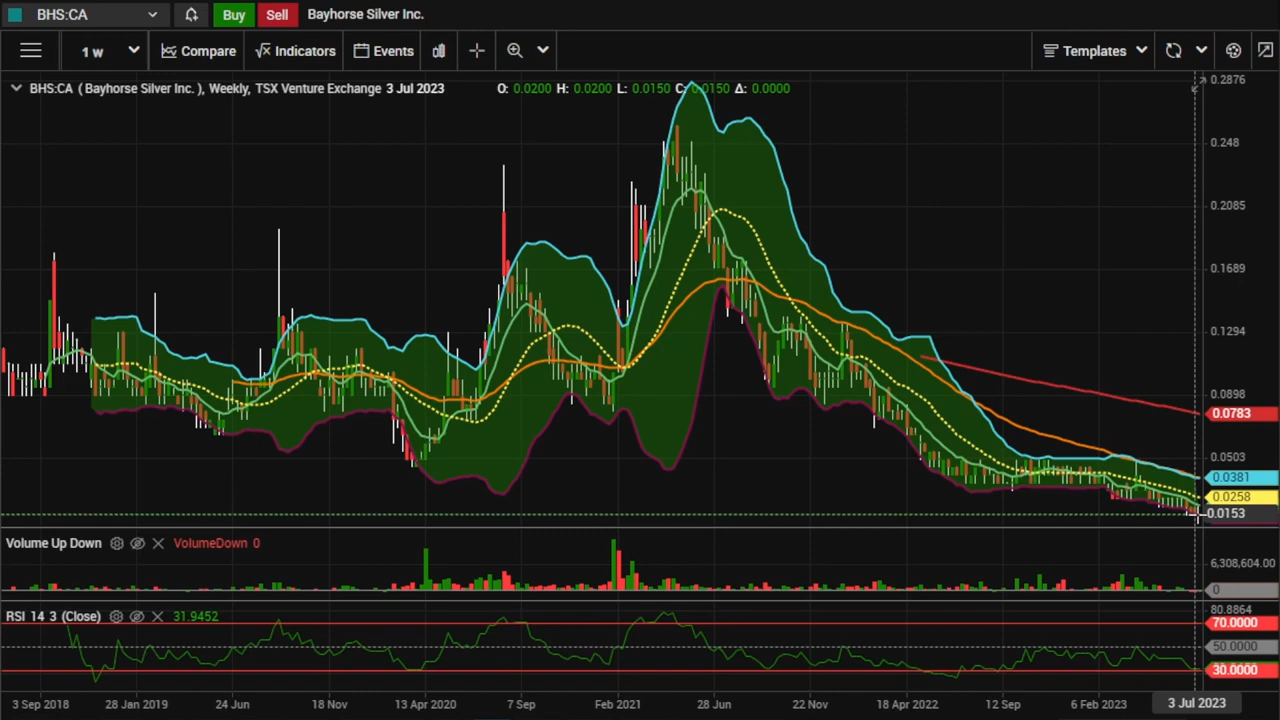 BHS:CA Buy Sell Bayhorse Silver Inc.
1 w Compare Indicators Events Templates
BHS:CA ( Bayhorse Silver Inc. ), Weekly, TSX Venture Exchange 3 Jul 2023 O: 0.0200 H: 0.0200 L: 0.0150 C: 0.0150 Δ: 0.0000
0.2876
0.248
0.2085
0.1689
0.1294
0.0898
0.0783
0.0503
0.0381
0.0258
0.0153
Volume Up Down VolumeDown 0
6,308,604.00
0
RSI 14 3 (Close) 31.9452
80.8864
70.0000
50.0000
30.0000
3 Sep 2018 28 Jan 2019 24 Jun 18 Nov 13 Apr 2020 7 Sep Feb 2021 28 Jun 22 Nov 18 Apr 2022 12 Sep 6 Feb 2023 3 Jul 2023